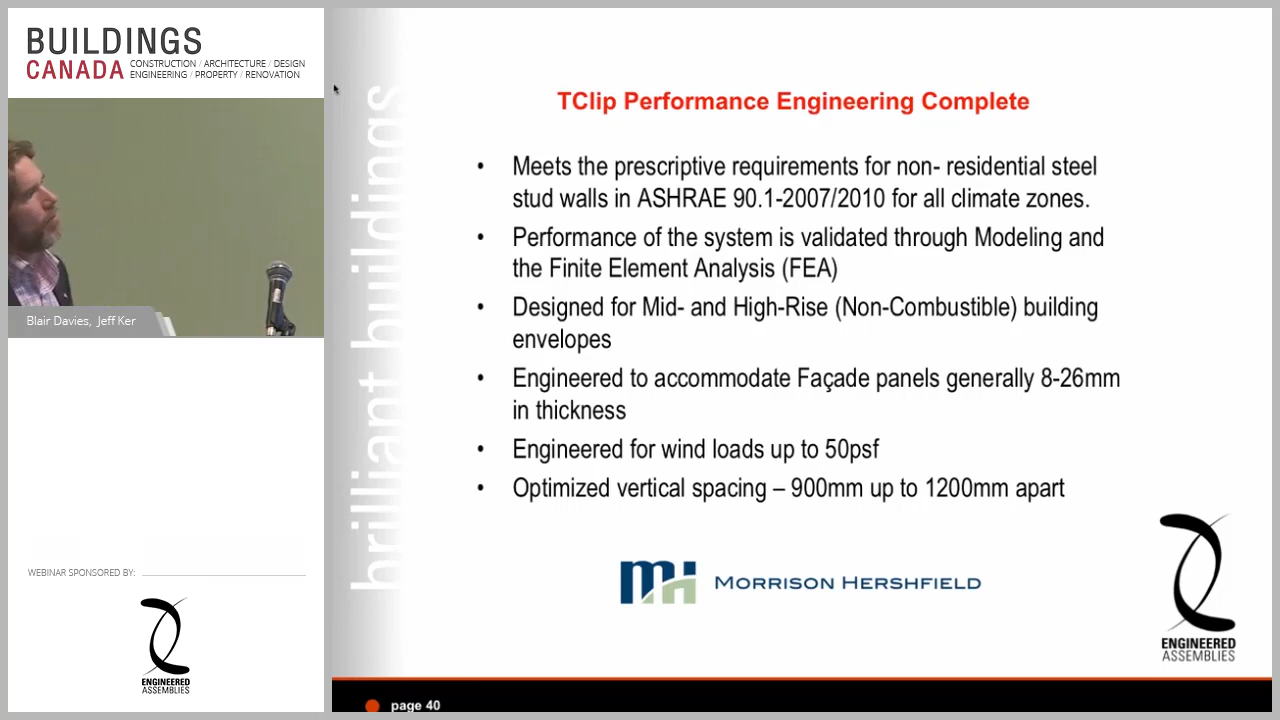 BUILDINGS
CANADA CONSTRUCTION / ARCHITECTURE / DESIGN
ENGINEERING / PROPERTY / RENOVATION
Blair Davies, Jeff Ker
WEBINAR SPONSORED BY:
ENGINEERED
ASSEMBLIES
brilliant buildings
TClip Performance Engineering Complete
• Meets the prescriptive requirements for non- residential steel
stud walls in ASHRAE 90.1-2007/2010 for all climate zones.
• Performance of the system is validated through Modeling and
the Finite Element Analysis (FEA)
• Designed for Mid- and High-Rise (Non-Combustible) building
envelopes
• Engineered to accommodate Façade panels generally 8-26mm
in thickness
• Engineered for wind loads up to 50psf
• Optimized vertical spacing – 900mm up to 1200mm apart
mh MORRISON HERSHFIELD
ENGINEERED
ASSEMBLIES
page 40